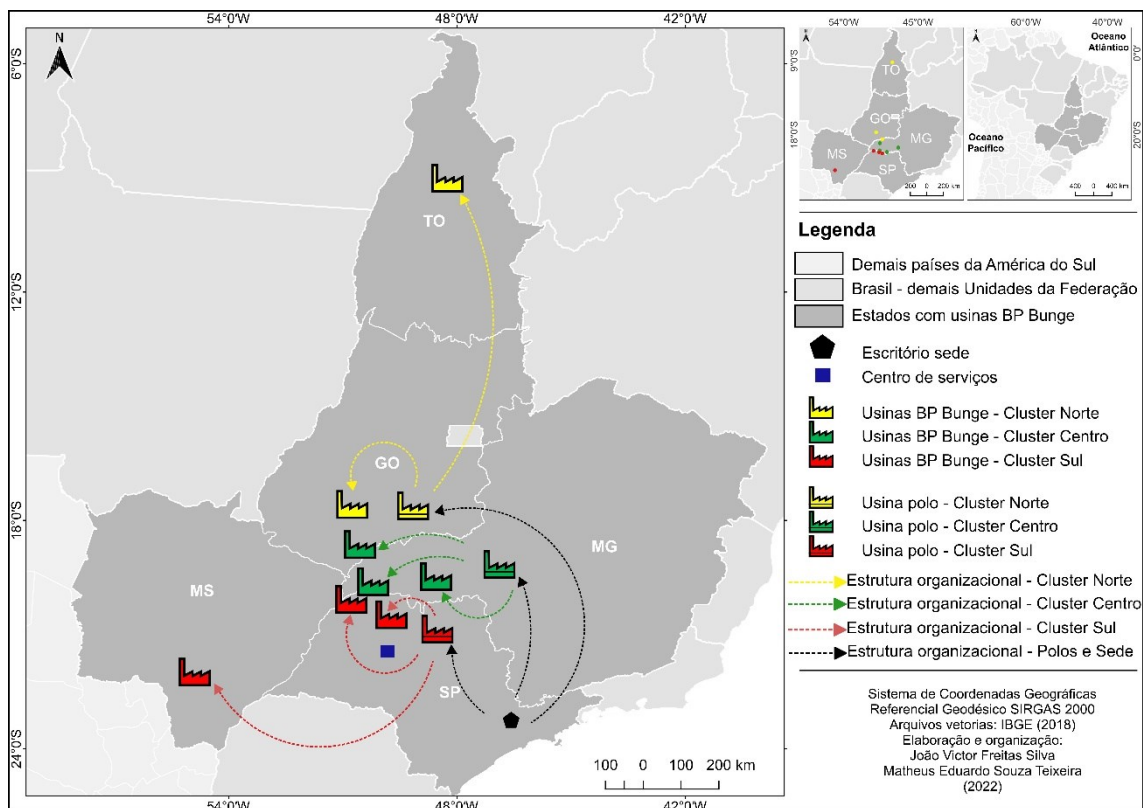 54°0'W 48°0'W 42°0'W
N
6°0'S
12°0'S
18°0'S
24°0'S
TO
GO
MG
MS
SP
100 0 100 200 km
54°0'W 48°0'W 42°0'W
54°0'W 45°0'W
9°0'S
18°0'S
TO
GO
MG
MS
SP
200 0 200 km
60°0'W 40°0'W
Oceano
Atlântico
0°0'
20°0'S
Oceano
Pacífico
400 0 400 km
Legenda
Demais países da América do Sul
Brasil - demais Unidades da Federação
Estados com usinas BP Bunge
Escritório sede
Centro de serviços
Usinas BP Bunge - Cluster Norte
Usinas BP Bunge - Cluster Centro
Usinas BP Bunge - Cluster Sul
Usina polo - Cluster Norte
Usina polo - Cluster Centro
Usina polo - Cluster Sul
Estrutura organizacional - Cluster Norte
Estrutura organizacional - Cluster Centro
Estrutura organizacional - Cluster Sul
Estrutura organizacional - Polos e Sede
Sistema de Coordenadas Geográficas
Referencial Geodésico SIRGAS 2000
Arquivos vetorias: IBGE (2018)
Elaboração e organização:
João Victor Freitas Silva
Matheus Eduardo Souza Teixeira
(2022)